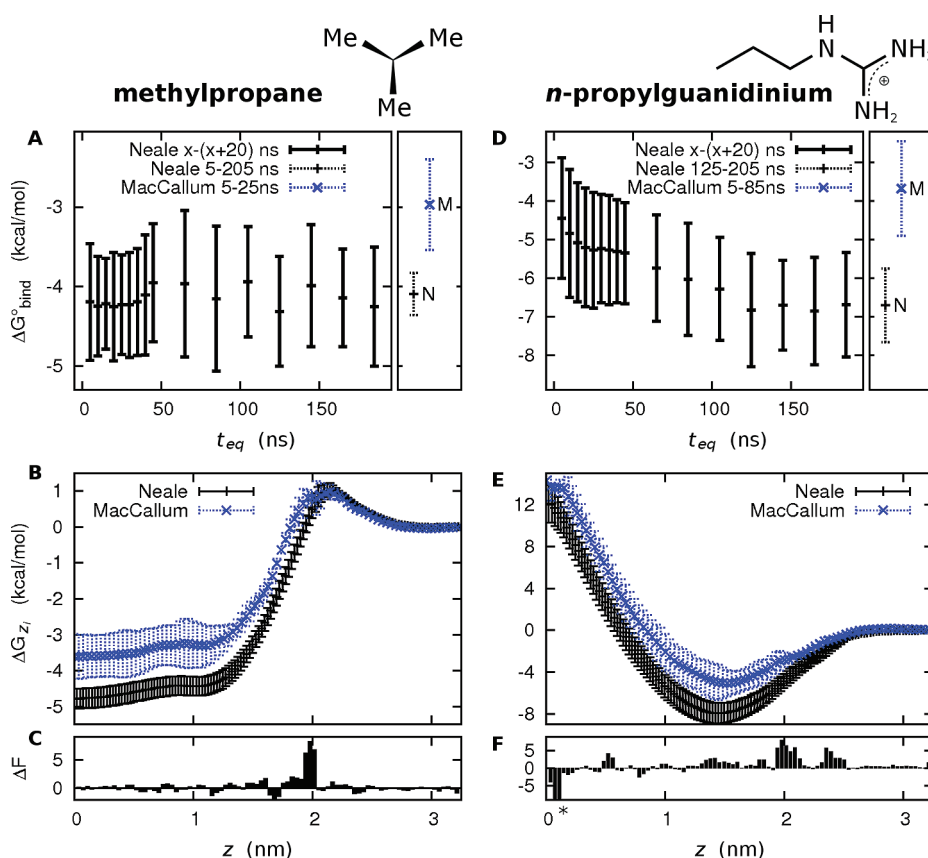 Me Me
Me
methylpropane
H
N
NH2
⊕
NH2
n-propylguanidinium
A
Neale x-(x+20) ns
Neale 5-205 ns
MacCallum 5-25ns
M
N
-3
-4
-5
ΔG°bind (kcal/mol)
0 50 100 150
teq (ns)
D
Neale x-(x+20) ns
Neale 125-205 ns
MacCallum 5-85ns
M
N
-3
-4
-5
-6
-7
-8
0 50 100 150
teq (ns)
B
Neale
MacCallum
1
0
-1
-2
-3
-4
-5
ΔGzi (kcal/mol)
E
Neale
MacCallum
12
8
4
0
-4
-8
C
5
0
ΔF
0 1 2 3
z (nm)
F
5
0
-5
*
0 1 2 3
z (nm)